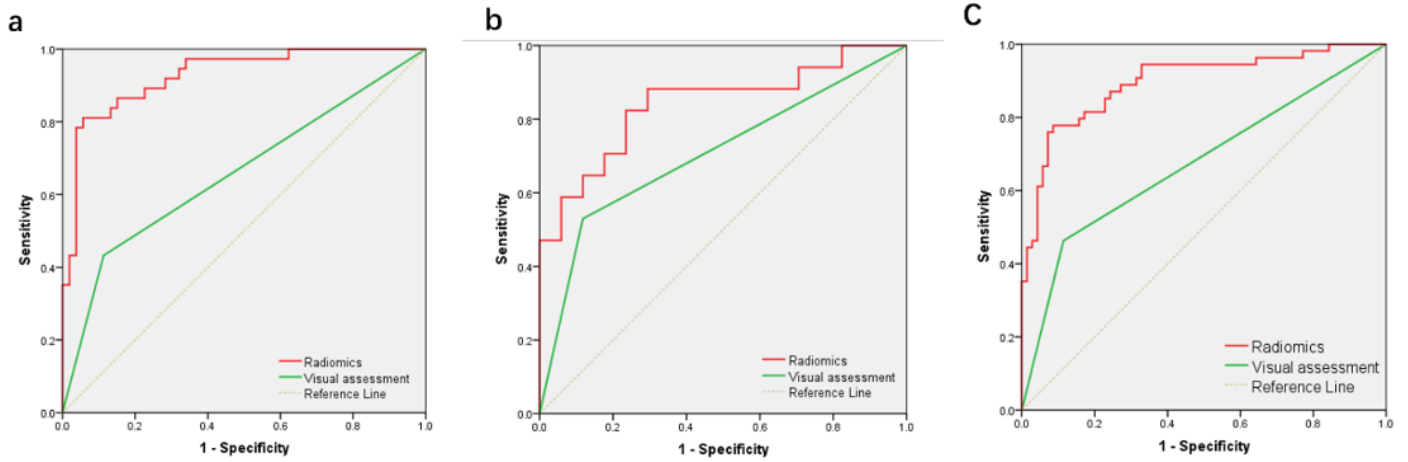 a
1.0
0.8
0.6
0.4
0.2
0.0
Sensitivity
Radiomics
Visual assessment
Reference Line
0.0 0.2 0.4 0.6 0.8 1.0
1 - Specificity
b
1.0
0.8
0.6
0.4
0.2
0.0
Sensitivity
Radiomics
Visual assessment
Reference Line
0.0 0.2 0.4 0.6 0.8 1.0
1 - Specificity
C
1.0
0.8
0.6
0.4
0.2
0.0
Sensitivity
Radiomics
Visual assessment
Reference Line
0.0 0.2 0.4 0.6 0.8 1.0
1 - Specificity